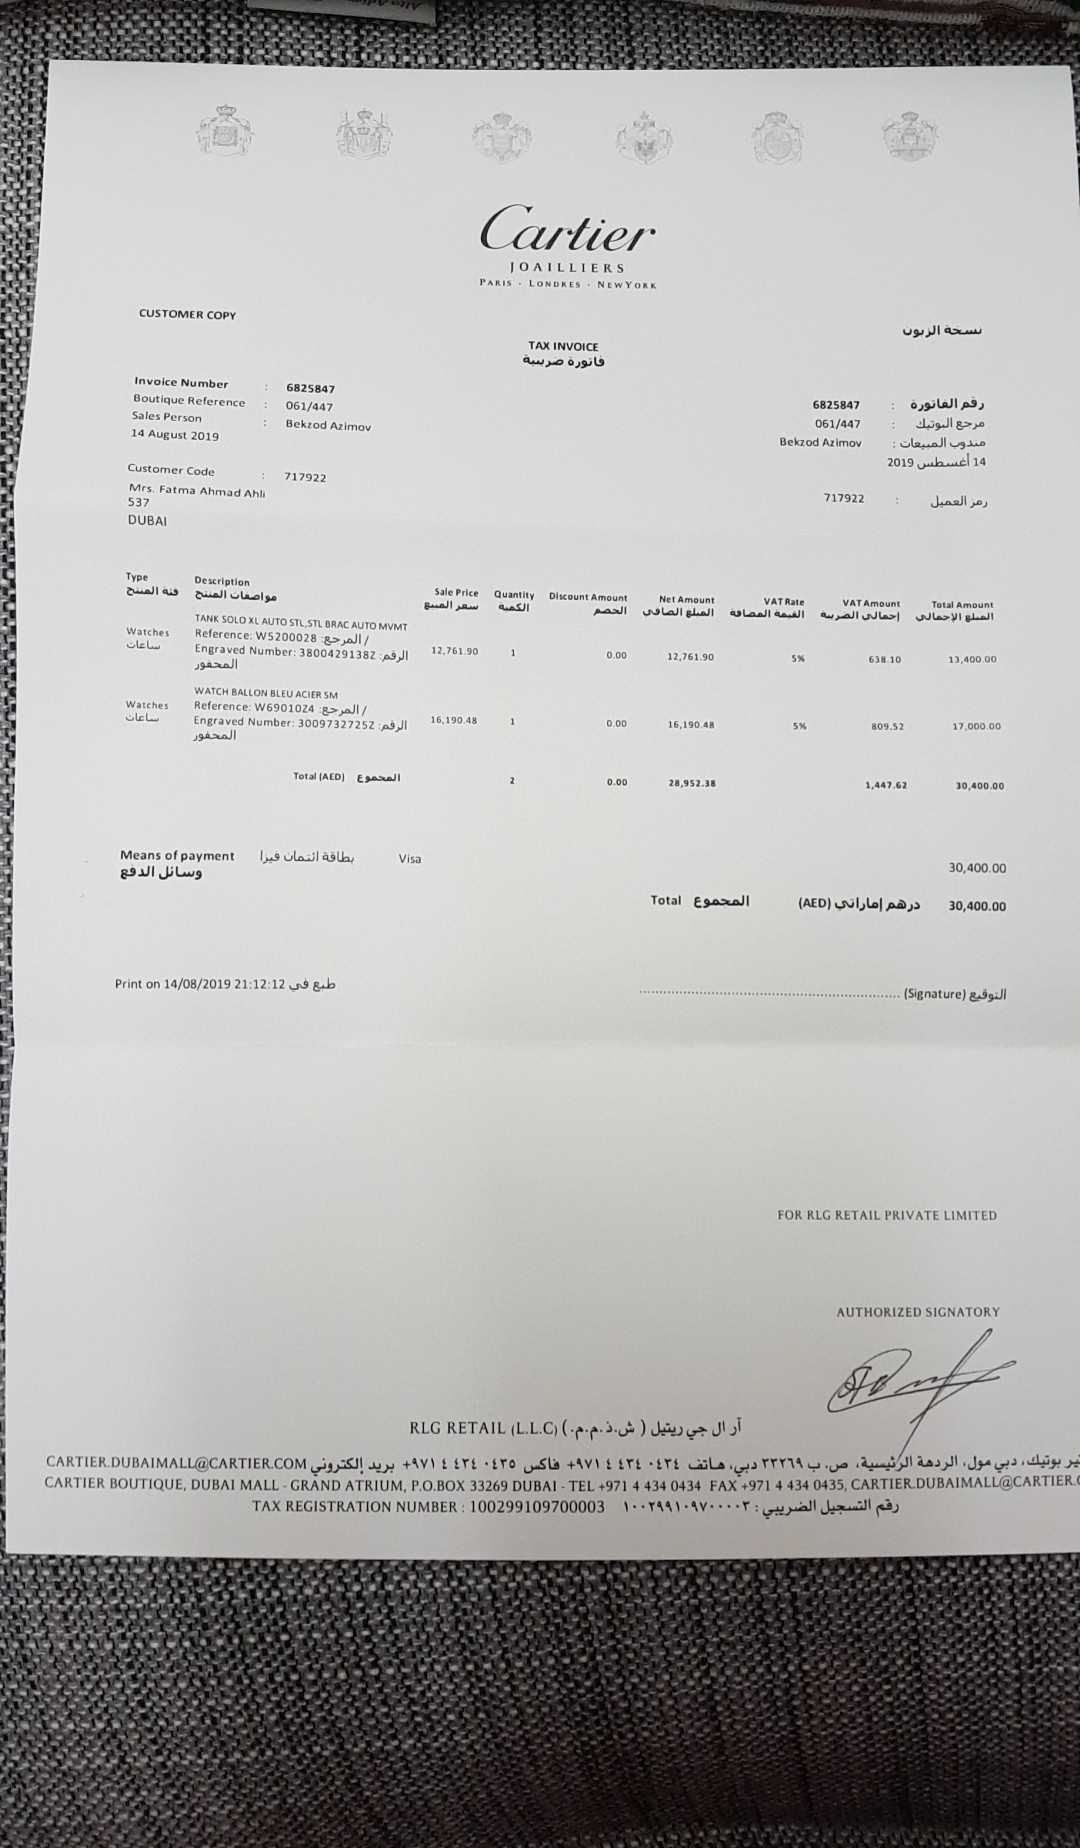 Cartier
JOAILLIERS
PARIS - LONDRES - NEWYORK
CUSTOMER COPY
نسخة الزبون
TAX INVOICE
فاتورة ضريبية
Invoice Number : 6825847
Boutique Reference : 061/447
Sales Person : Bekzod Azimov
14 August 2019
رقم الفاتورة : 6825847
مرجع البوتيك : 061/447
مندوب المبيعات : Bekzod Azimov
14 أغسطس 2019
Customer Code : 717922
Mrs. Fatma Ahmad Ahli
537
DUBAI
رمز العميل : 717922
Type Description Sale Price Quantity Discount Amount Net Amount VAT Rate VAT Amount Total Amount
فئة المنتج مواصفات المنتج سعر المبيع الكمية الخصم المبلغ الصافي القيمة المضافة إجمالي الضريبة المبلغ الإجمالي
TANK SOLO XL AUTO STL,STL BRAC AUTO MVMT
Watches Reference: W5200028 :المرجع /
ساعات Engraved Number: 380042913BZ :الرقم 12,761.90 1 0.00 12,761.90 5% 638.10 13,400.00
المحفور
WATCH BALLON BLEU ACIER SM
Watches Reference: W69010Z4 :المرجع /
ساعات Engraved Number: 3009732725Z :الرقم 16,190.48 1 0.00 16,190.48 5% 809.52 17,000.00
المحفور
Total (AED) المجموع 2 0.00 28,952.38 1,447.62 30,400.00
Means of payment بطاقة ائتمان فيزا Visa 30,400.00
وسائل الدفع
Total المجموع درهم إماراتي (AED) 30,400.00
Print on 14/08/2019 21:12:12 طبع في
التوقيع (Signature) ........................................
FOR RLG RETAIL PRIVATE LIMITED
AUTHORIZED SIGNATORY
RLG RETAIL (L.L.C) (.آر ال جي ريتيل ( ش.ذ.م.م
بوتيك، دبي مول، الردهة الرئيسية، ص. ب ٣٣٢٦٩ دبي، هاتف ٠٤٣٤ ٤٣٤ ٤ ٩٧١+ فاكس ٠٤٣٥ ٤٣٤ ٤ ٩٧١+ بريد إلكتروني CARTIER.DUBAIMALL@CARTIER.COM
CARTIER BOUTIQUE, DUBAI MALL - GRAND ATRIUM, P.O.BOX 33269 DUBAI - TEL +971 4 434 0434 FAX +971 4 434 0435, CARTIER.DUBAIMALL@CARTIER.C
TAX REGISTRATION NUMBER : 100299109700003 رقم التسجيل الضريبي : ١٠٠٢٩٩١٠٩٧٠٠٠٠٣